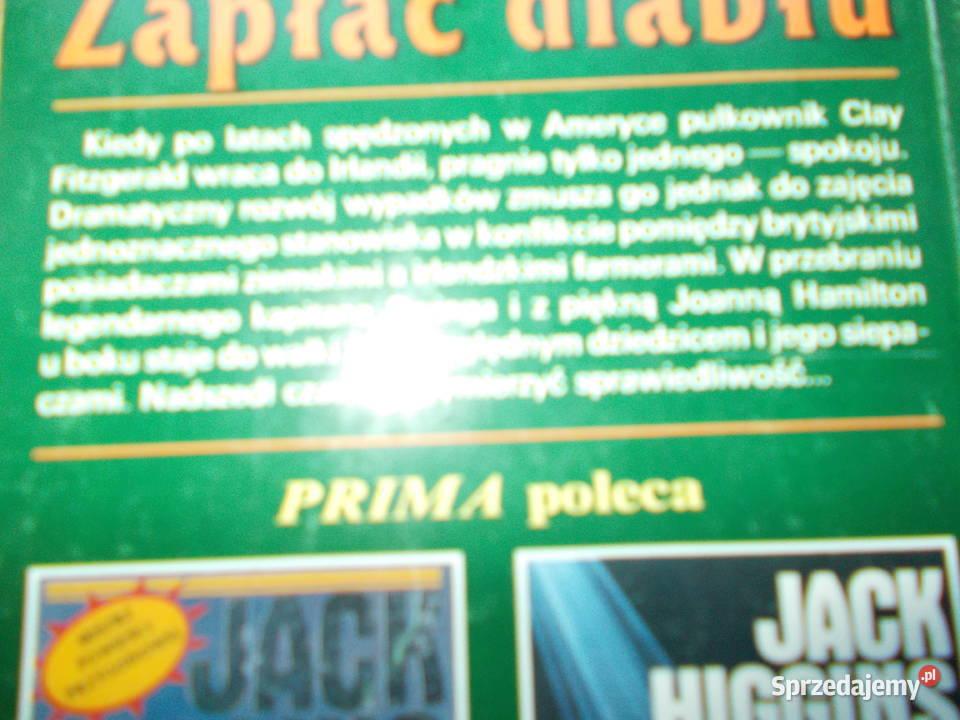 Zapłać diabłu
Kiedy po latach spędzonych w Ameryce pułkownik Clay
Fitzgerald wraca do Irlandii, pragnie tylko jednego — spokoju.
Dramatyczny rozwój wypadków zmusza go jednak do zajęcia
jednoznacznego stanowiska w konflikcie pomiędzy brytyjskimi
posiadaczami ziemskimi a irlandzkimi farmerami. W przebraniu
legendarnego kapitana i z piękną Joanną Hamilton
u boku staje do walki dziedzicem i jego siepa-
czami. Nadszedł sprawiedliwość...
PRIMA poleca
JACK
JACK
HIGGINS
Sprzedajemy.pl